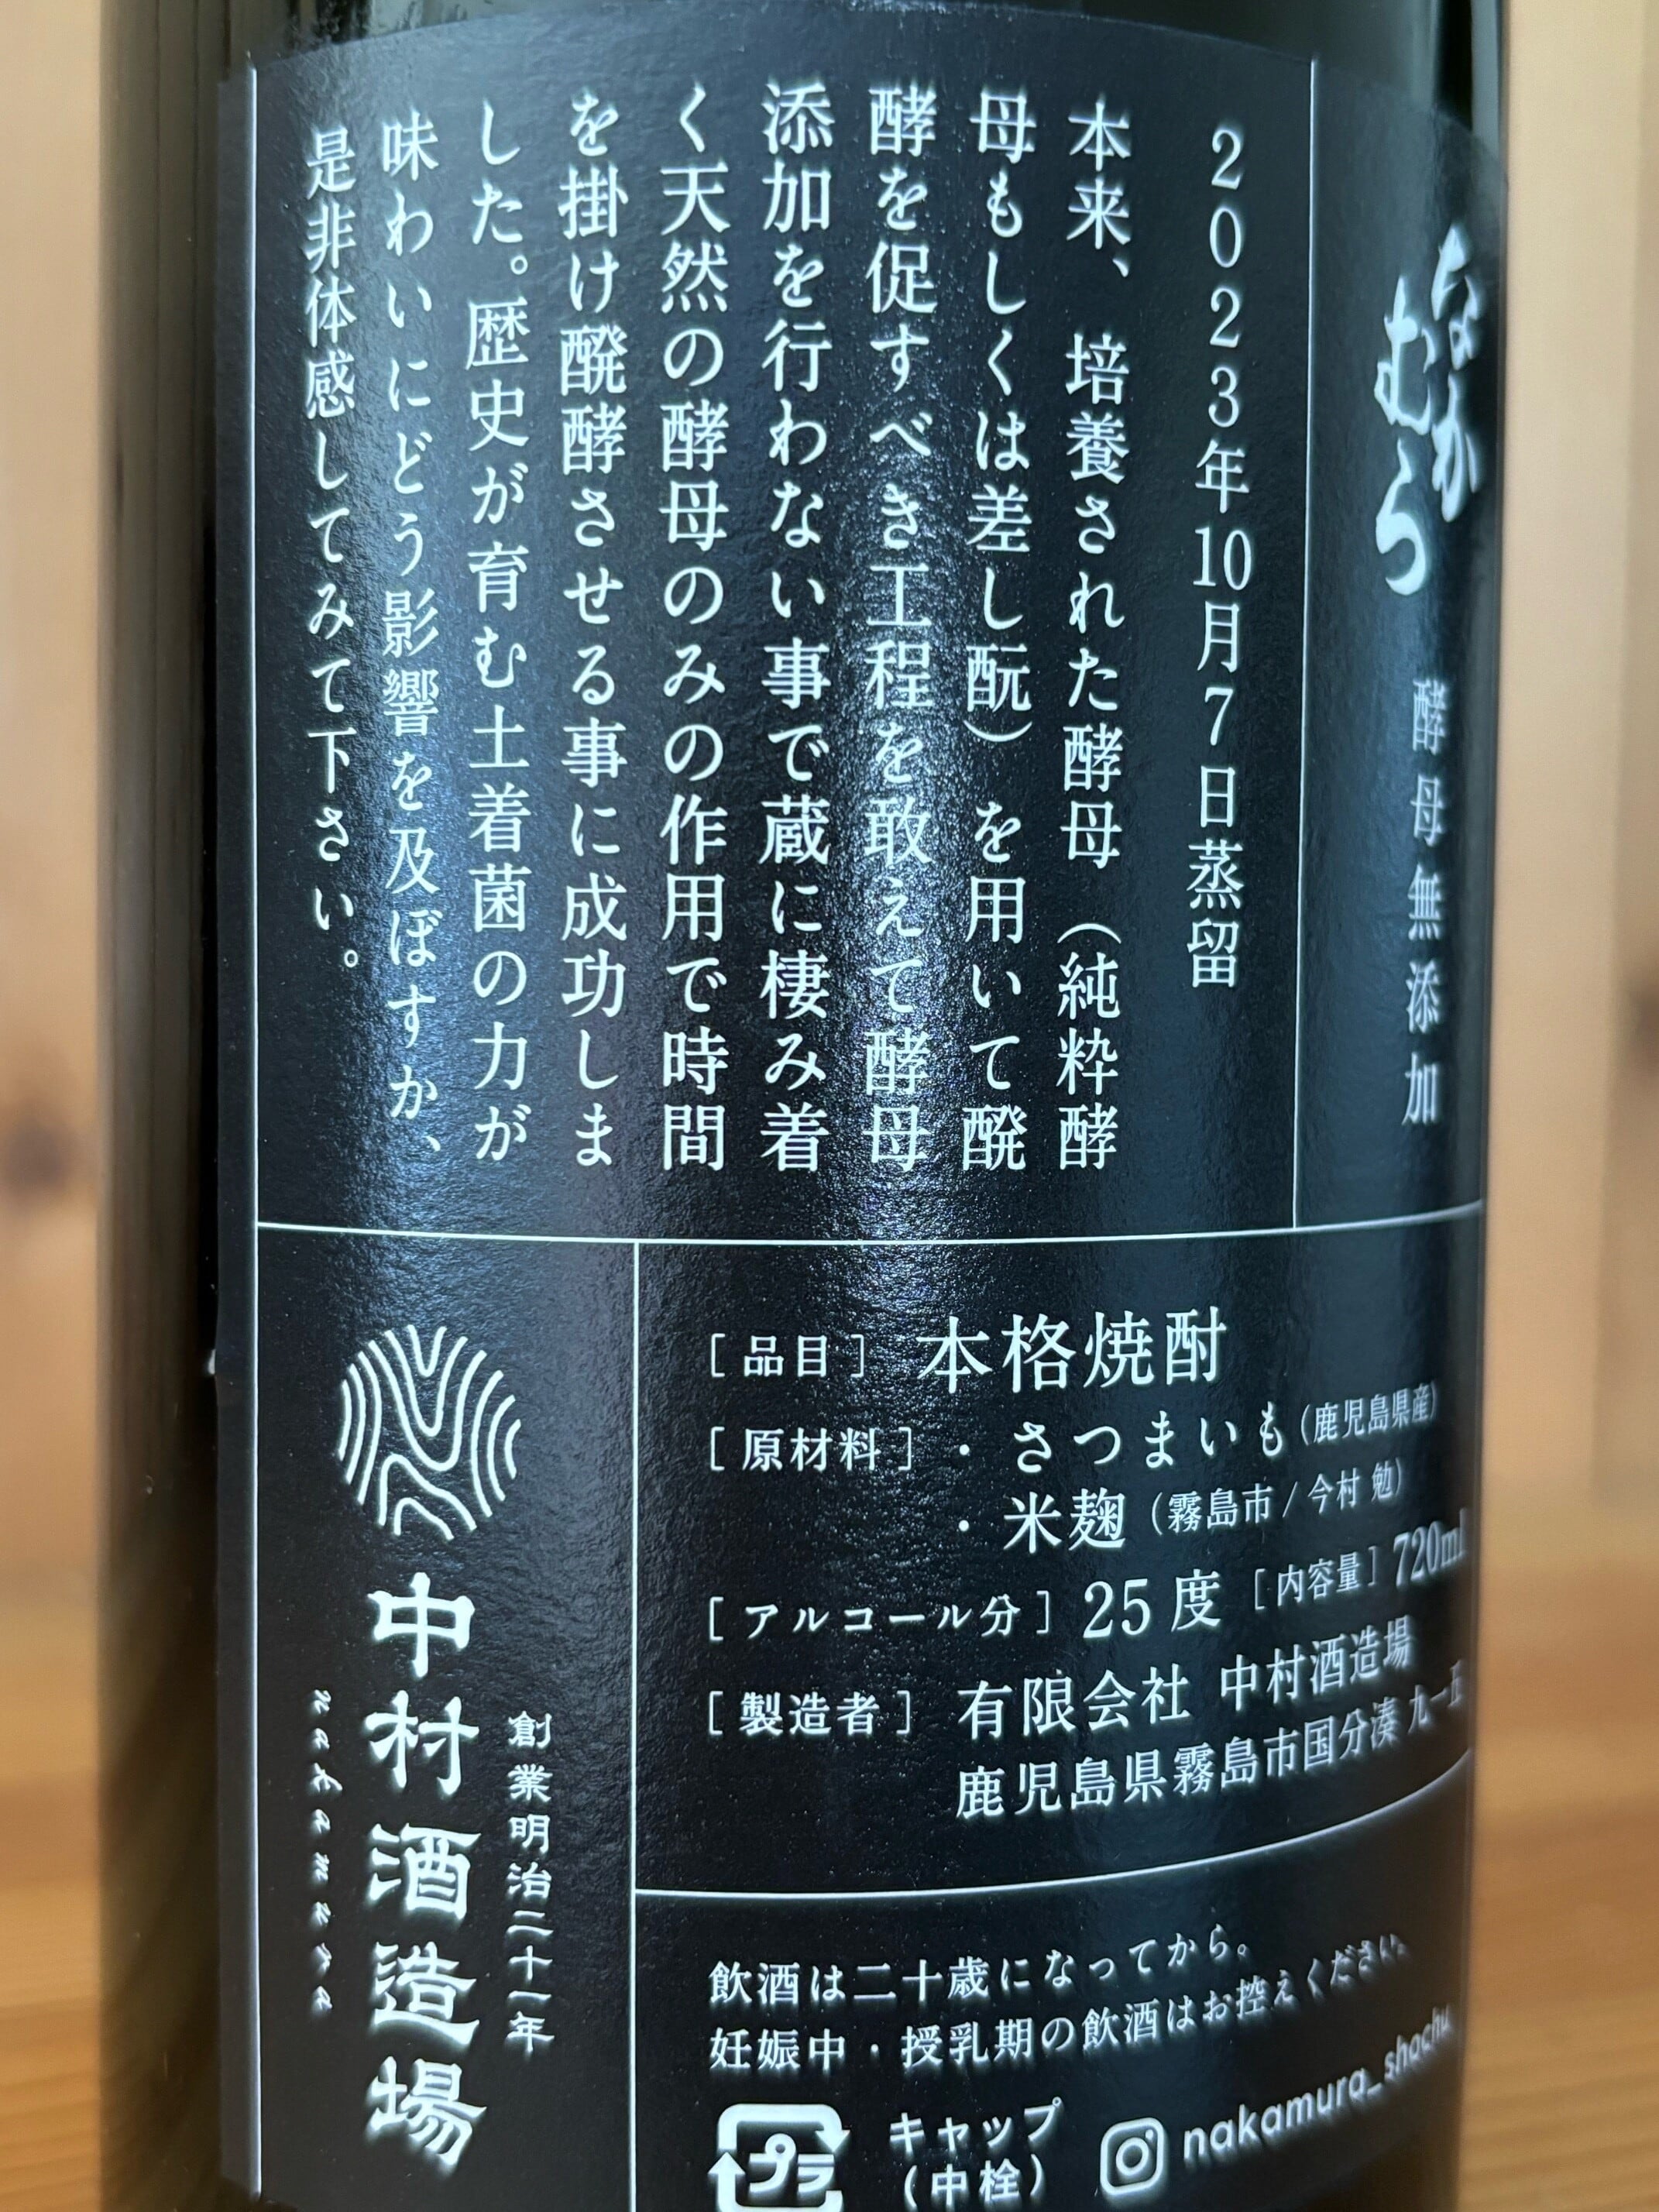 なかむら 酵母無添加
2023年10月7日蒸留
本来、培養された酵母（純粋酵
母もしくは差し酛）を用いて醗
酵を促すべき工程を敢えて酵母
添加を行わない事で蔵に棲み着
く天然の酵母のみの作用で時間
を掛け醗酵させる事に成功しま
した。歴史が育む土着菌の力が
味わいにどう影響を及ぼすか、
是非体感してみて下さい。
［品目］ 本格焼酎
［原材料］・さつまいも（鹿児島県産）
・米麹（霧島市/今村 勉）
［アルコール分］25度［内容量］720ml
［製造者］ 有限会社 中村酒造場
鹿児島県霧島市国分湊 九一五
飲酒は二十歳になってから。
妊娠中・授乳期の飲酒はお控えください。
プラ
キャップ
（中栓）
nakamura_shochu
創業明治二十一年
中村酒造場